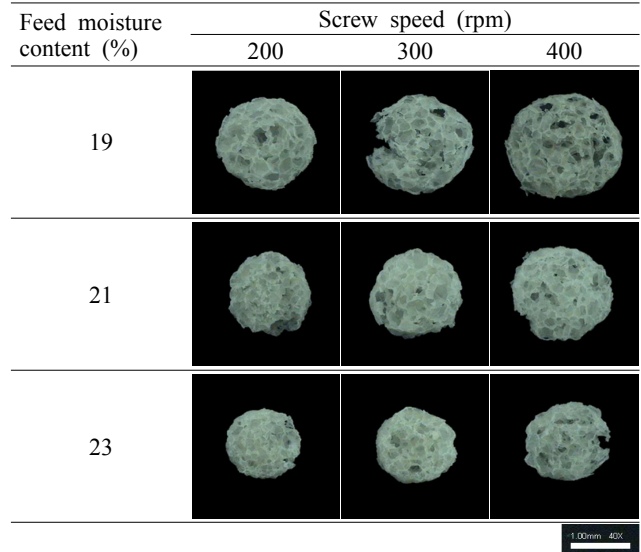 Feed moisture content (%)
Screw speed (rpm)
200 300 400
19
21
23
1.00mm 40X